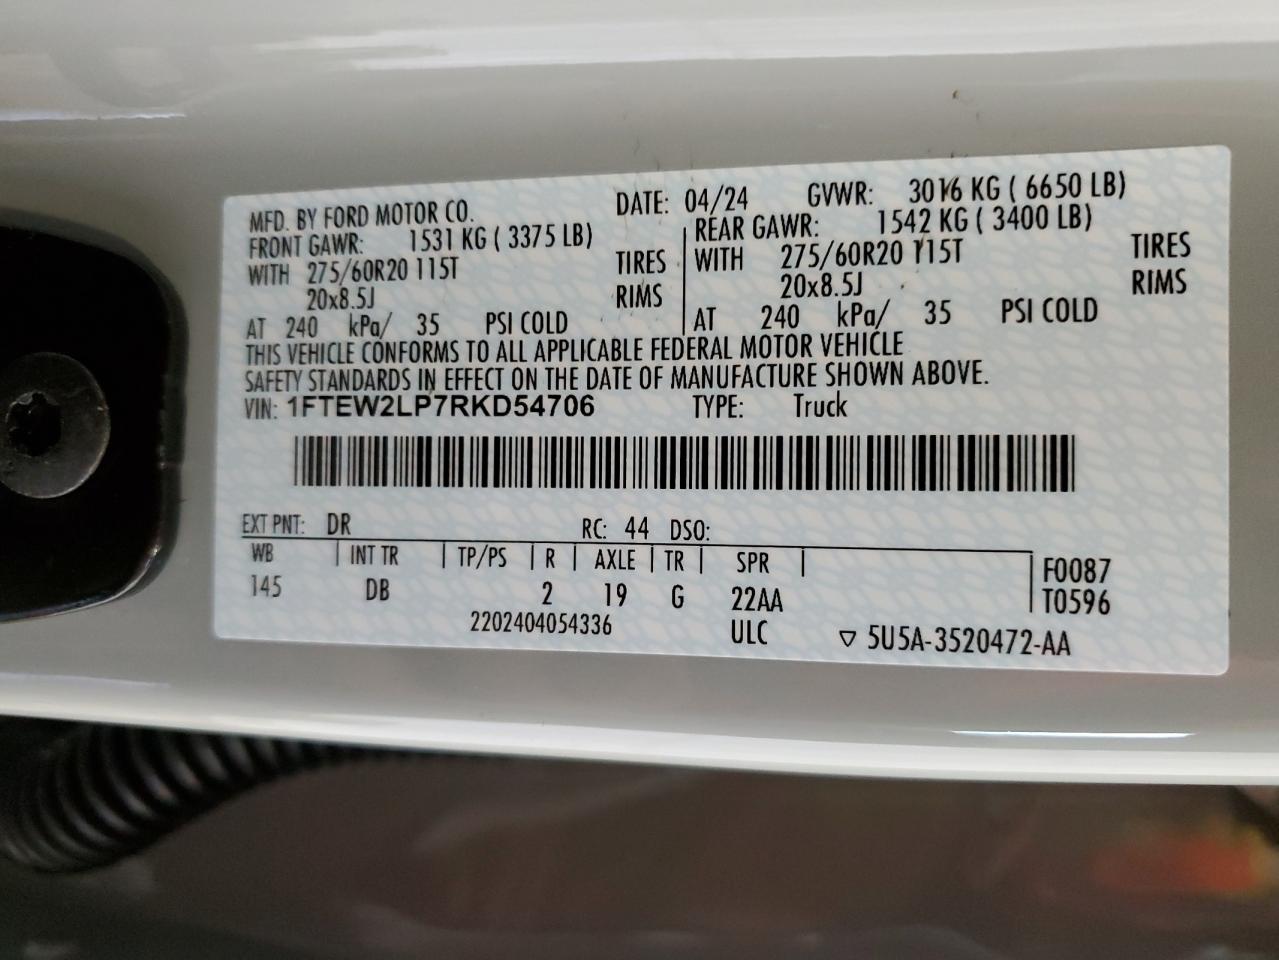 MFD. BY FORD MOTOR CO. DATE: 04/24 GVWR: 3016 KG ( 6650 LB)
FRONT GAWR: 1531 KG ( 3375 LB) REAR GAWR: 1542 KG ( 3400 LB)
WITH 275/60R20 115T TIRES WITH 275/60R20 115T TIRES
20x8.5J RIMS 20x8.5J RIMS
AT 240 kPa/ 35 PSI COLD AT 240 kPa/ 35 PSI COLD
THIS VEHICLE CONFORMS TO ALL APPLICABLE FEDERAL MOTOR VEHICLE
SAFETY STANDARDS IN EFFECT ON THE DATE OF MANUFACTURE SHOWN ABOVE.
VIN: 1FTEW2LP7RKD54706 TYPE: Truck
EXT PNT: DR RC: 44 DSO:
WB INT TR TP/PS R AXLE TR SPR F0087
145 DB 2 19 G 22AA T0596
2202404054336 ULC ▽ 5U5A-3520472-AA